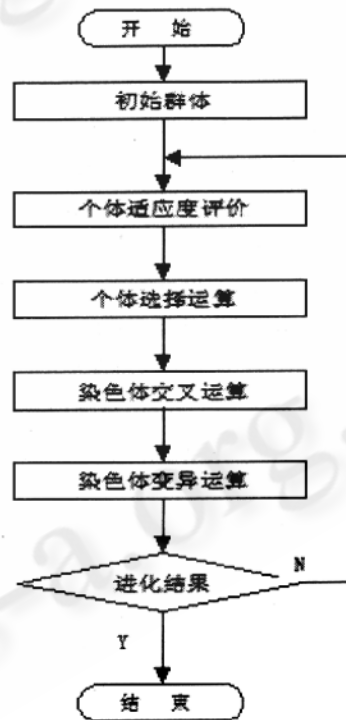 开 始
初始群体
个体适应度评价
个体选择运算
染色体交叉运算
染色体变异运算
进化结果
N
Y
结 束